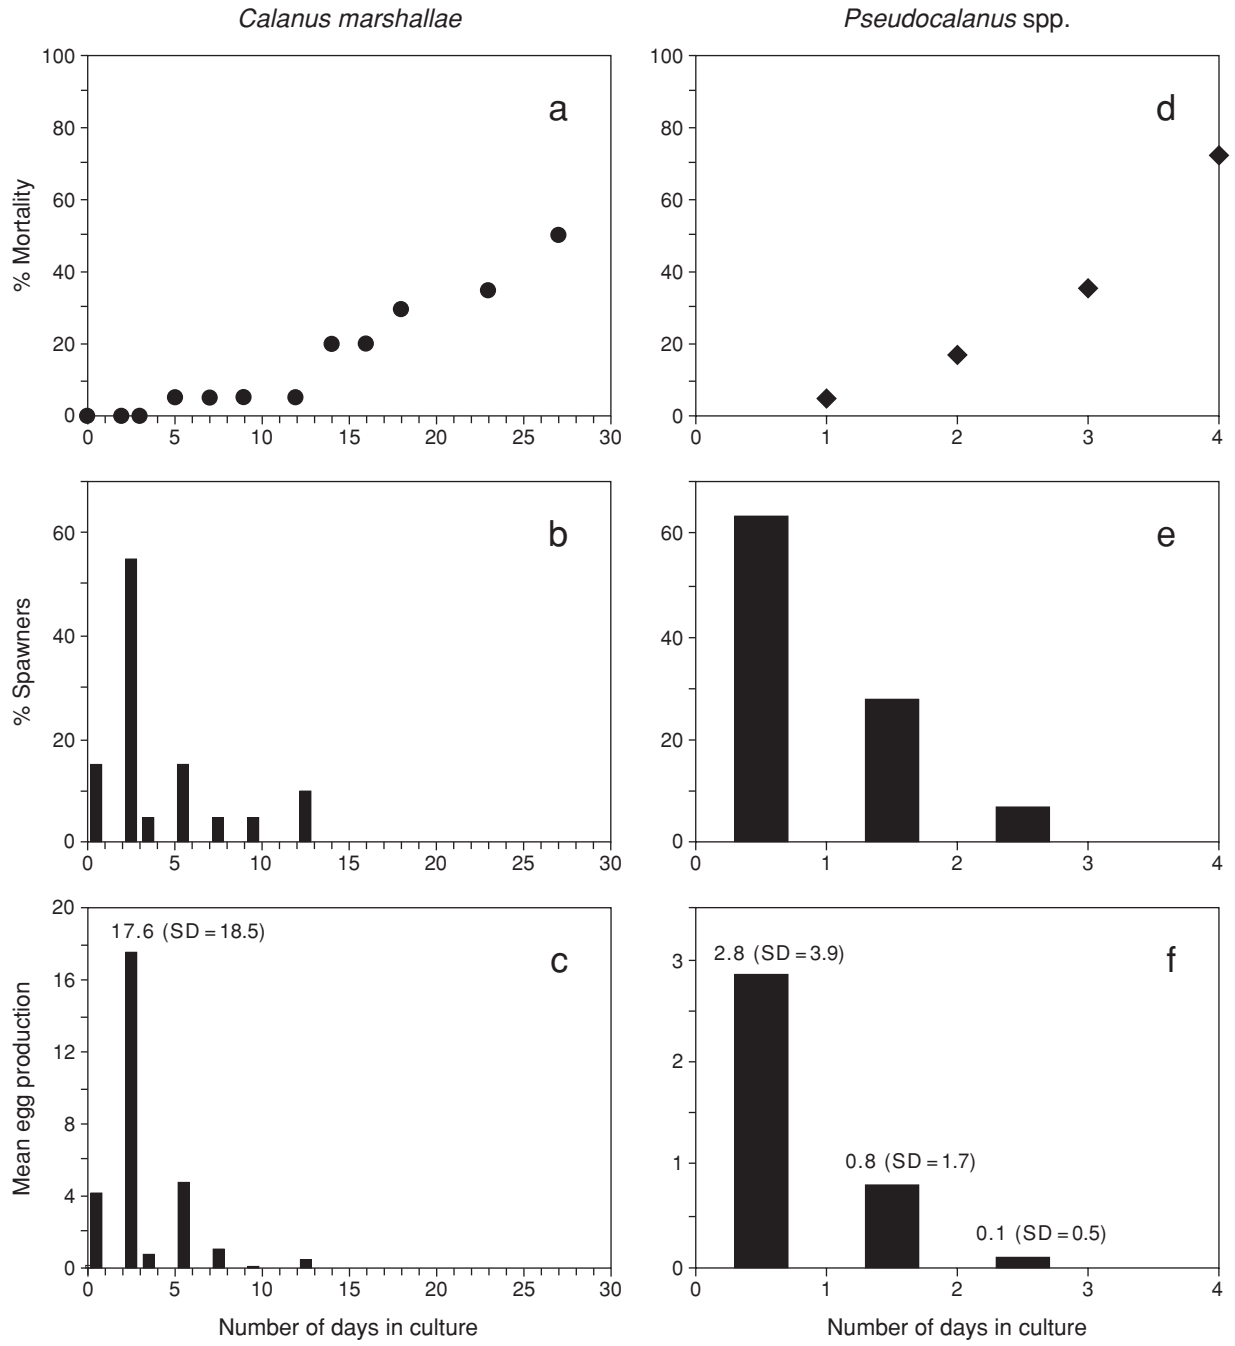 Calanus marshallae
Pseudocalanus spp.
% Mortality
100
80
60
40
20
0
a
0 5 10 15 20 25 30
100
80
60
40
20
0
d
0 1 2 3 4
% Spawners
60
40
20
0
b
0 5 10 15 20 25 30
60
40
20
0
e
0 1 2 3 4
Mean egg production
20
16
12
8
4
0
17.6 (SD = 18.5)
c
0 5 10 15 20 25 30
Number of days in culture
3
2
1
0
2.8 (SD = 3.9)
f
0.8 (SD = 1.7)
0.1 (SD = 0.5)
0 1 2 3 4
Number of days in culture